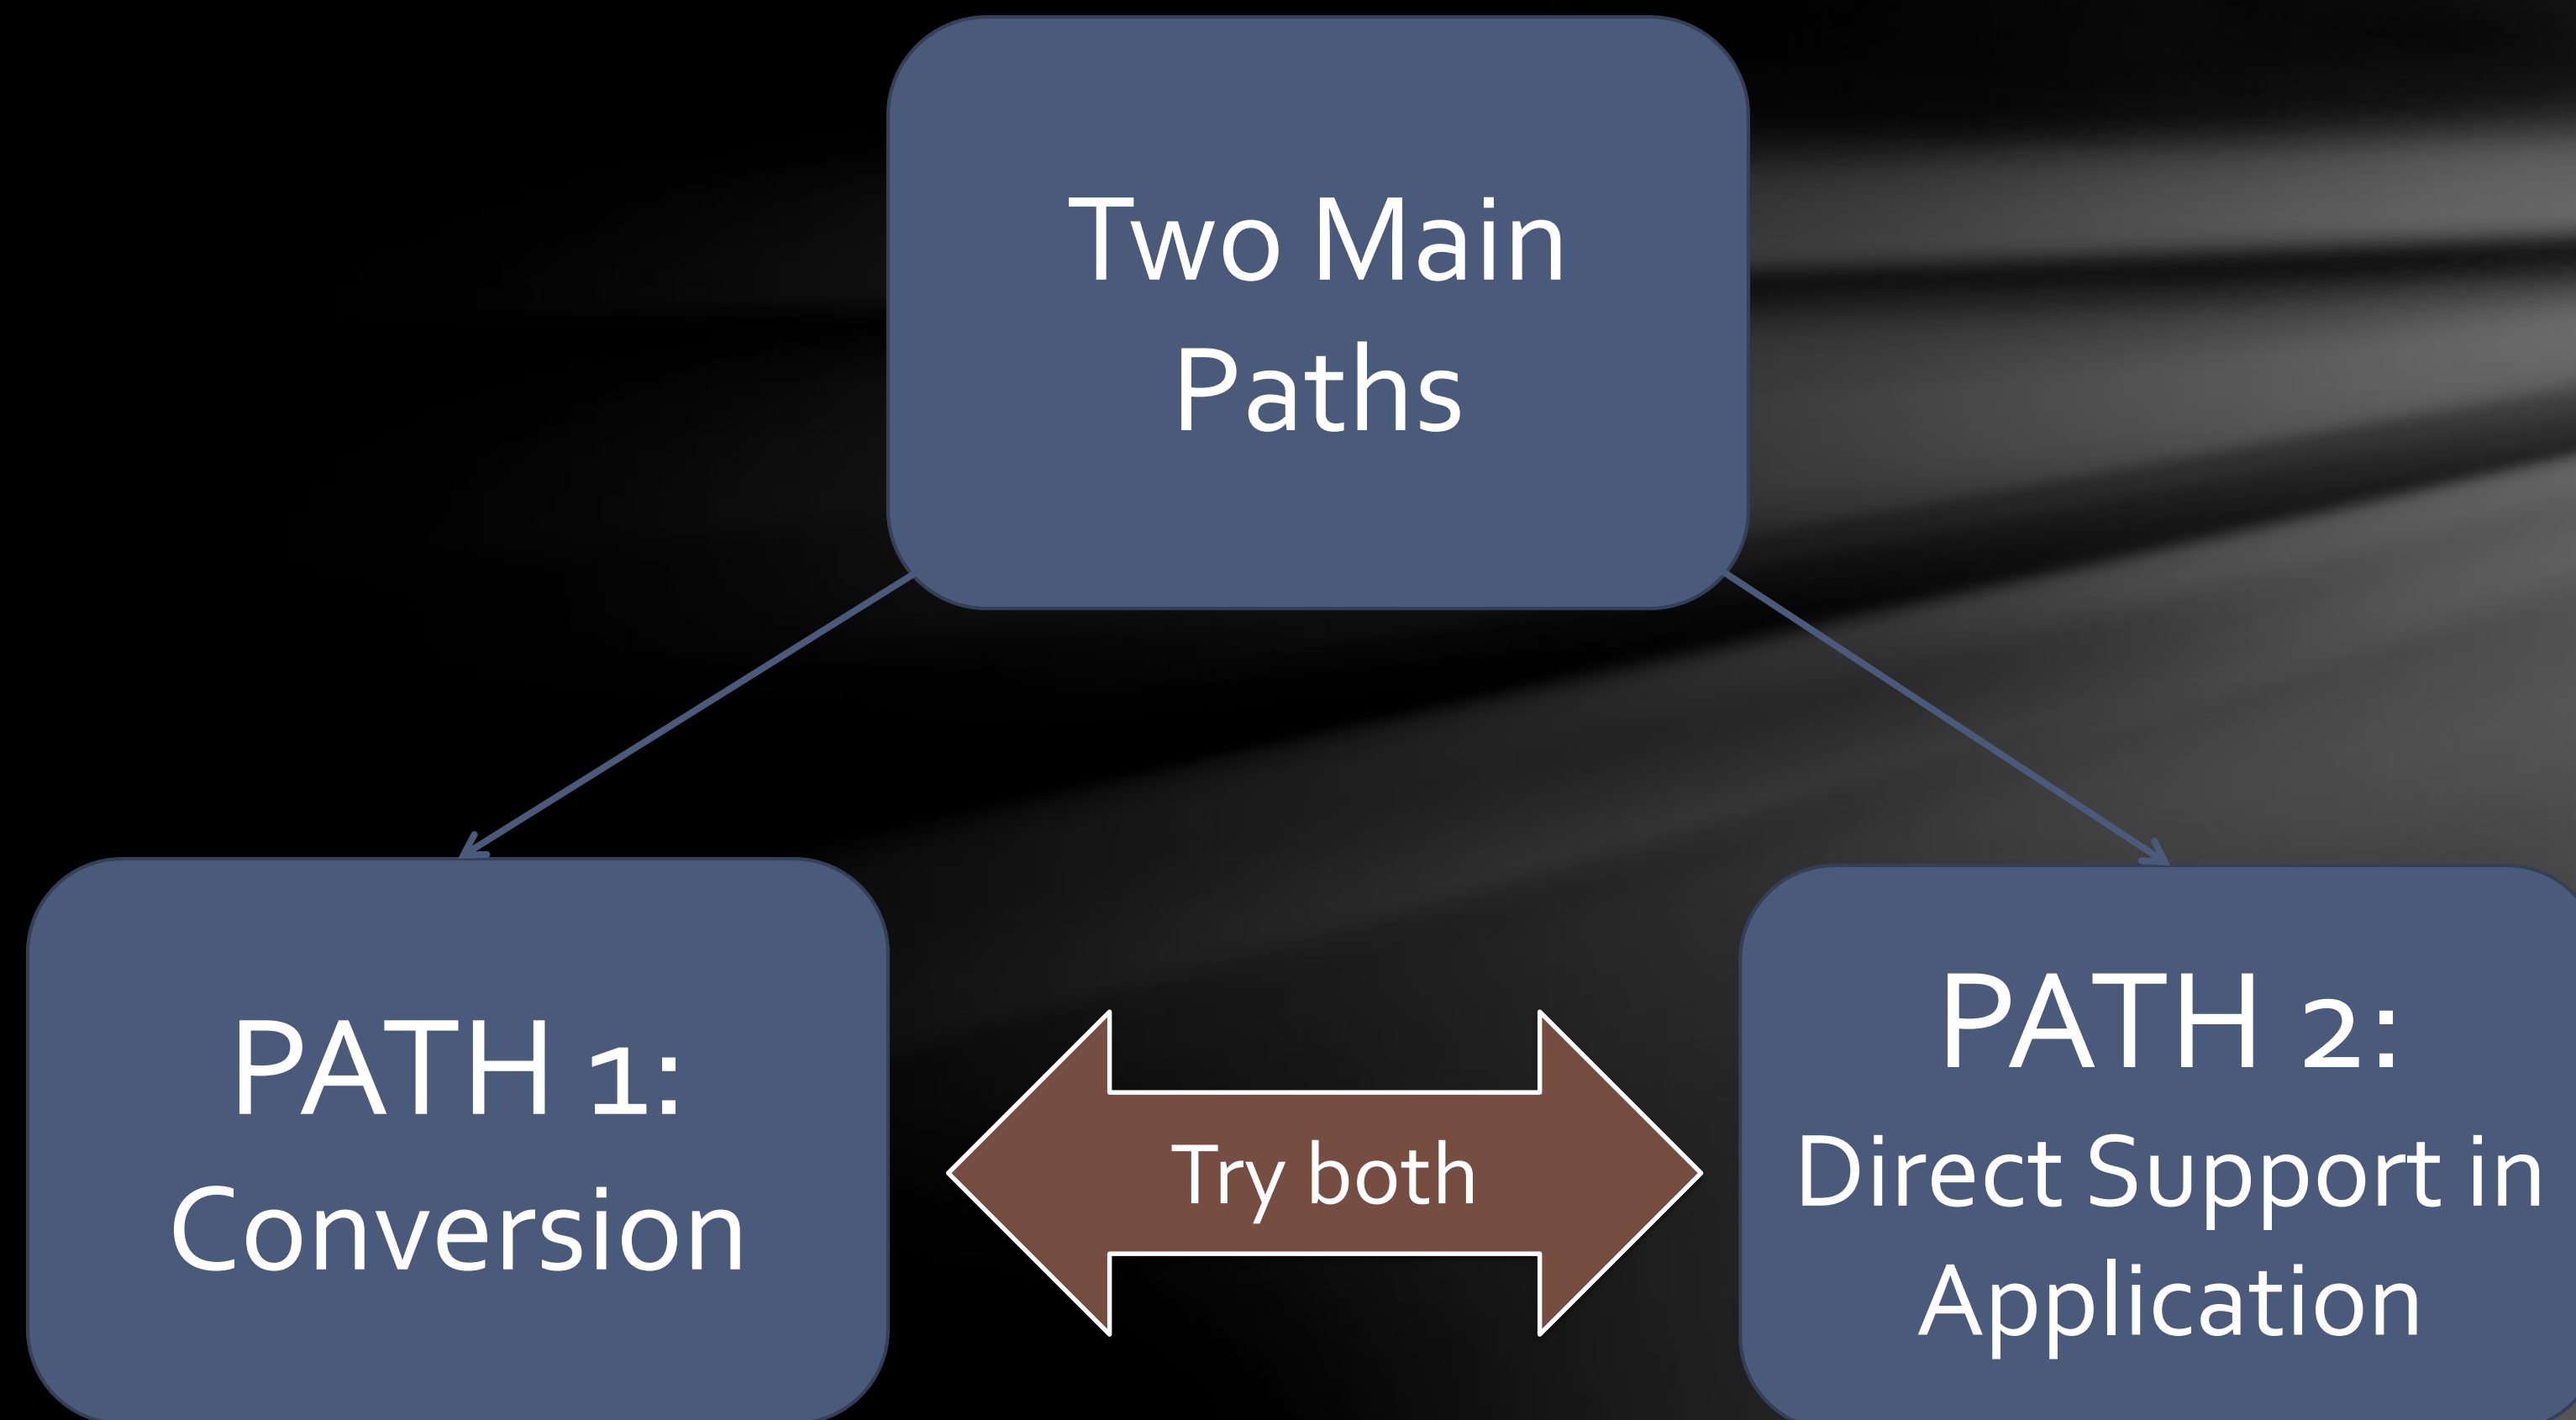 Two Main
Paths
PATH 1:
Conversion
Try both
PATH 2:
Direct Support in
Application